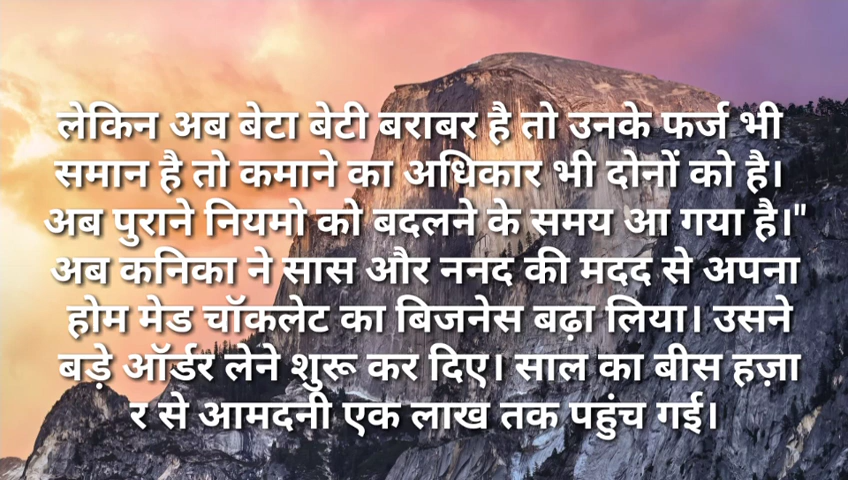 लेकिन अब बेटा बेटी बराबर है तो उनके फर्ज भी
समान है तो कमाने का अधिकार भी दोनों को है।
अब पुराने नियमो को बदलने के समय आ गया है।"
अब कनिका ने सास और ननद की मदद से अपना
होम मेड चॉकलेट का बिजनेस बढ़ा लिया। उसने
बड़े ऑर्डर लेने शुरू कर दिए। साल का बीस हज़ा
र से आमदनी एक लाख तक पहुंच गई।